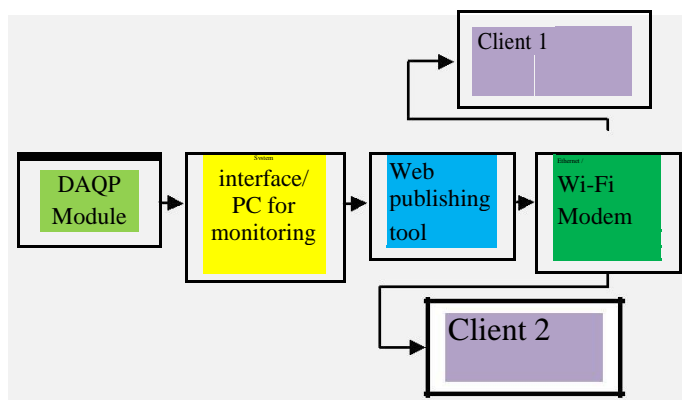 Client 1
DAQP
Module
System
interface/
PC for
monitoring
Web
publishing
tool
Ethernet /
Wi-Fi
Modem
Client 2